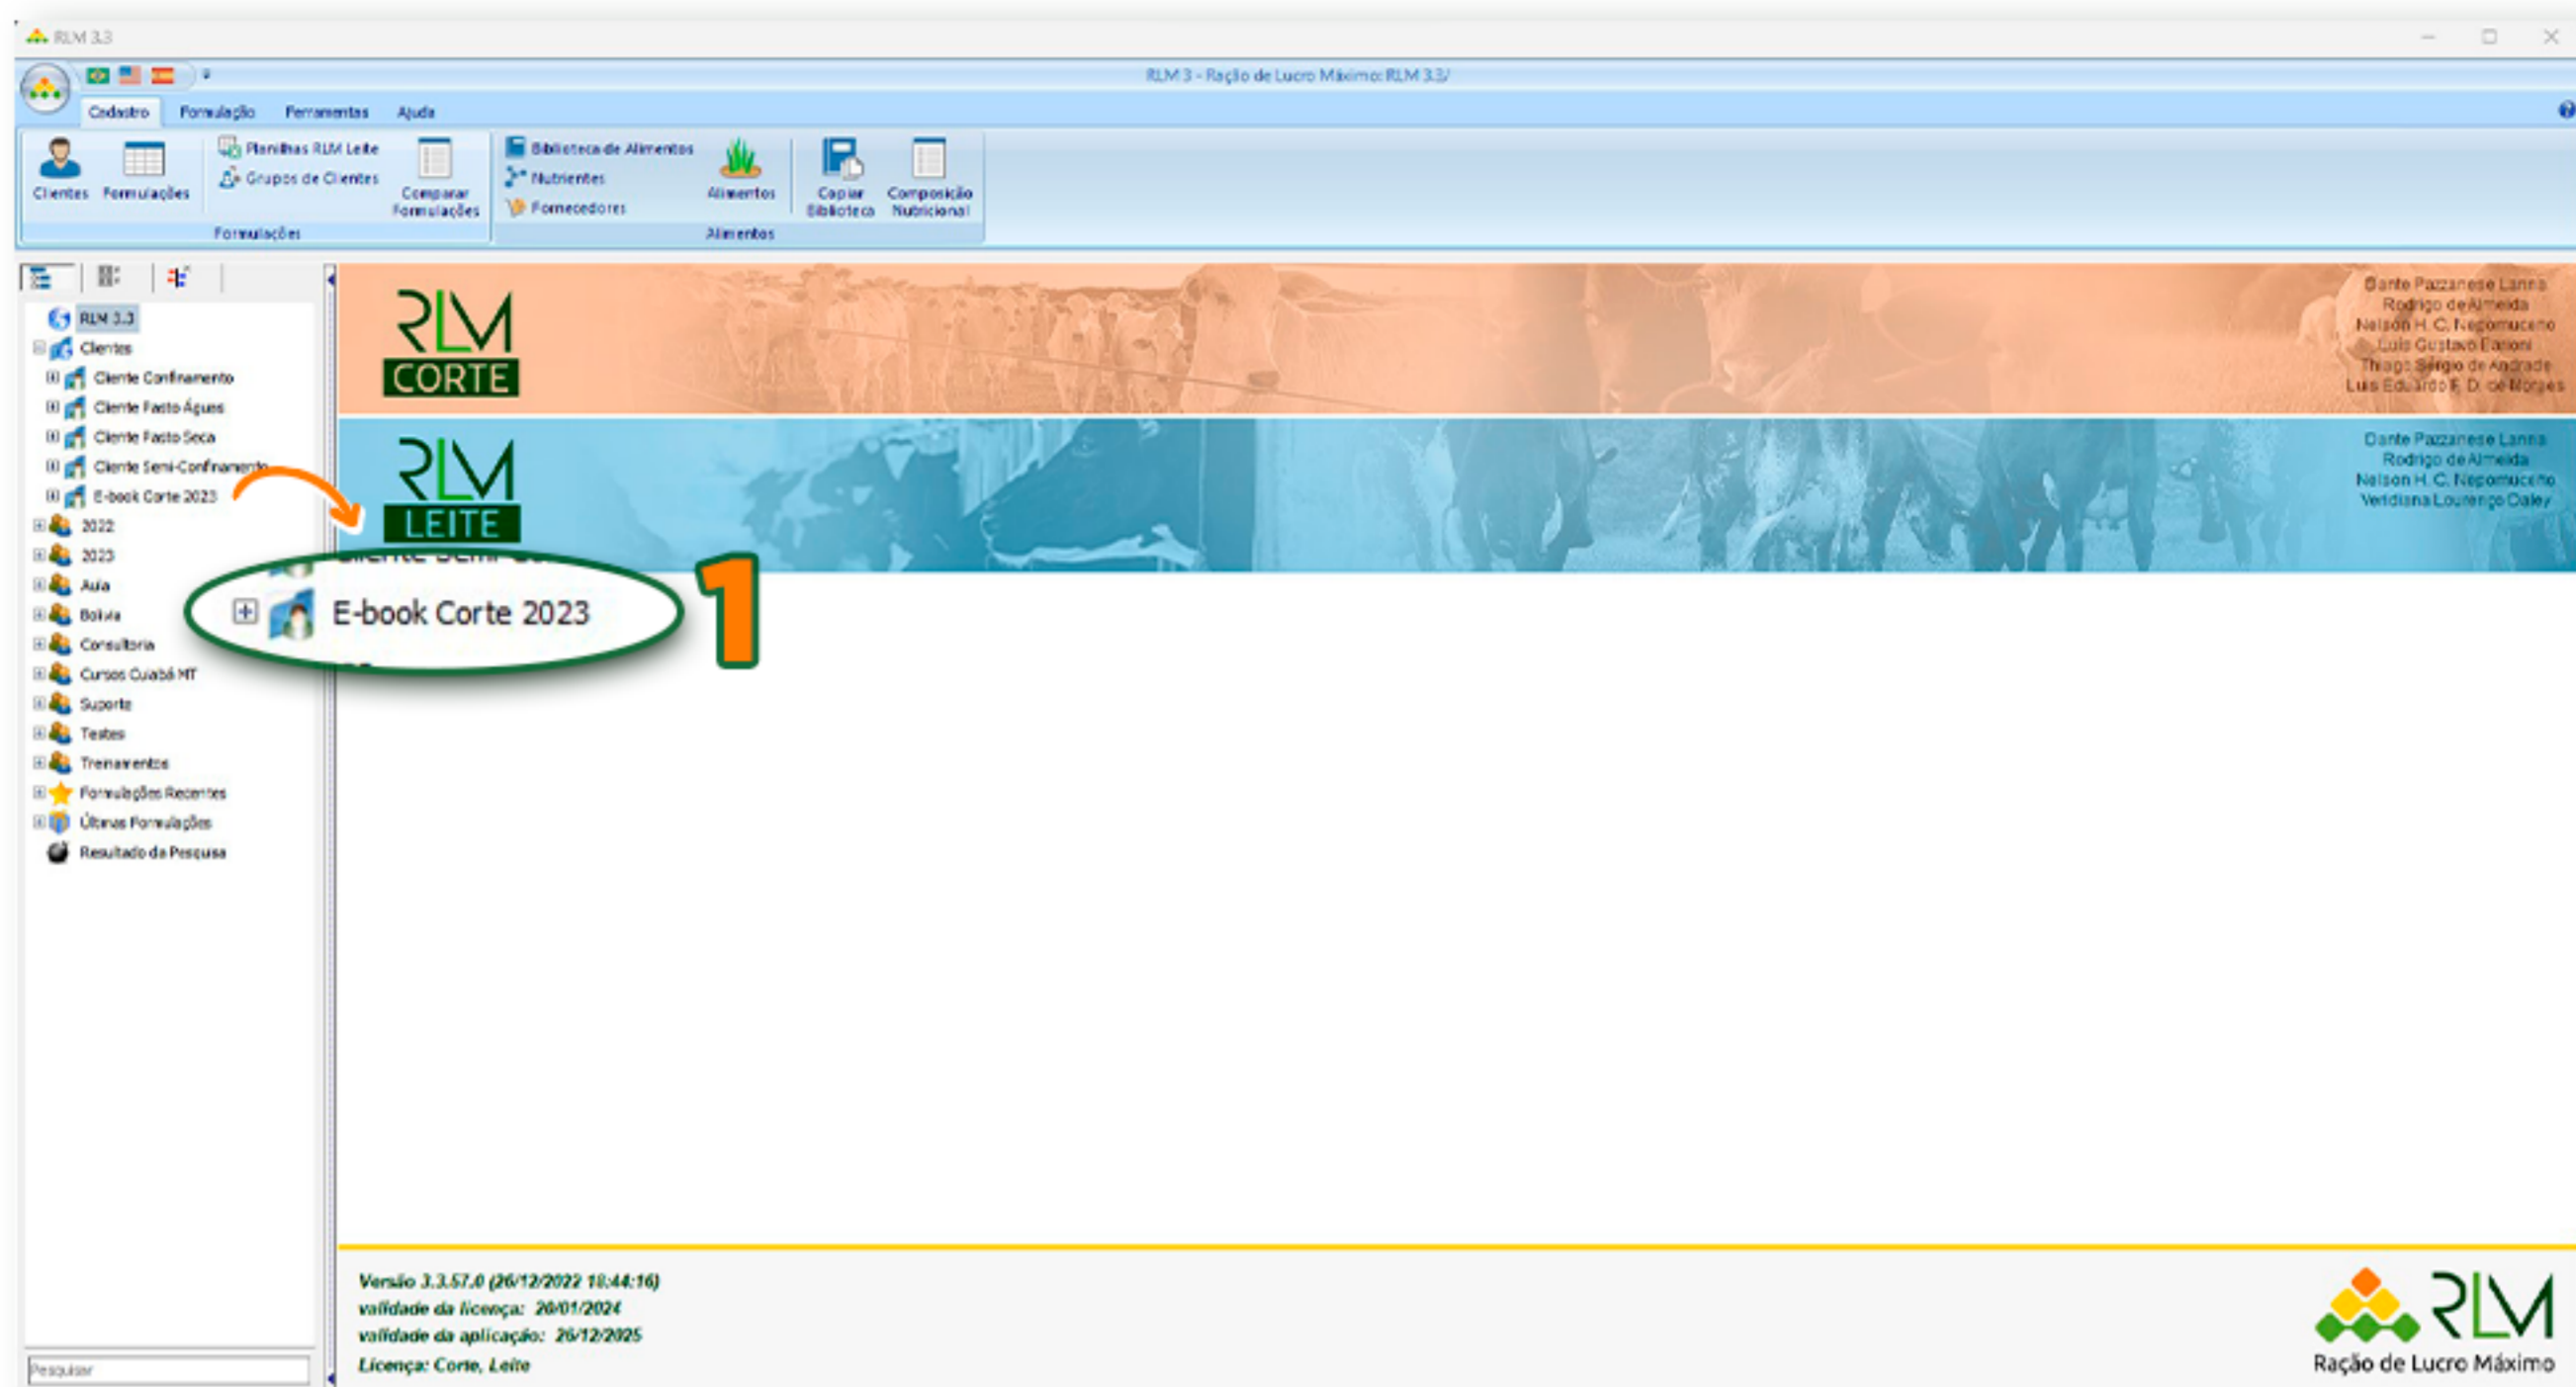 RLM 3.3
RLM 3 - Ração de Lucro Máximo: RLM 3.3/
Cadastro Formulação Ferramentas Ajuda
Clientes
Formulações
Planilhas RLM Leite
Grupos de Clientes
Comparar
Formulações
Formulações
Biblioteca de Alimentos
Nutrientes
Fornecedores
Alimentos
Copiar
Biblioteca
Composição
Nutricional
Alimentos
RLM 3.3
Clientes
Cliente Confinamento
Cliente Pasto Águas
Cliente Pasto Seca
Cliente Semi-Confinamento
E-book Corte 2023
2022
2023
Aula
Bolivia
Consultoria
Cursos Cuiabá MT
Suporte
Testes
Treinamentos
Formulações Recentes
Últimas Formulações
Resultado da Pesquisa
Pesquisar
RLM
CORTE
Dante Pazzanese Lanna
Rodrigo de Almeida
Nelson H. C. Nepomuceno
Luis Gustavo Barioni
Thiago Sérgio de Andrade
Luis Eduardo F. D. de Moraes
RLM
LEITE
Dante Pazzanese Lanna
Rodrigo de Almeida
Nelson H. C. Nepomuceno
Veridiana Lourenço Daley
E-book Corte 2023
1
Versão 3.3.57.0 (26/12/2022 18:44:16)
validade da licença: 20/01/2024
validade da aplicação: 26/12/2025
Licença: Corte, Leite
RLM
Ração de Lucro Máximo